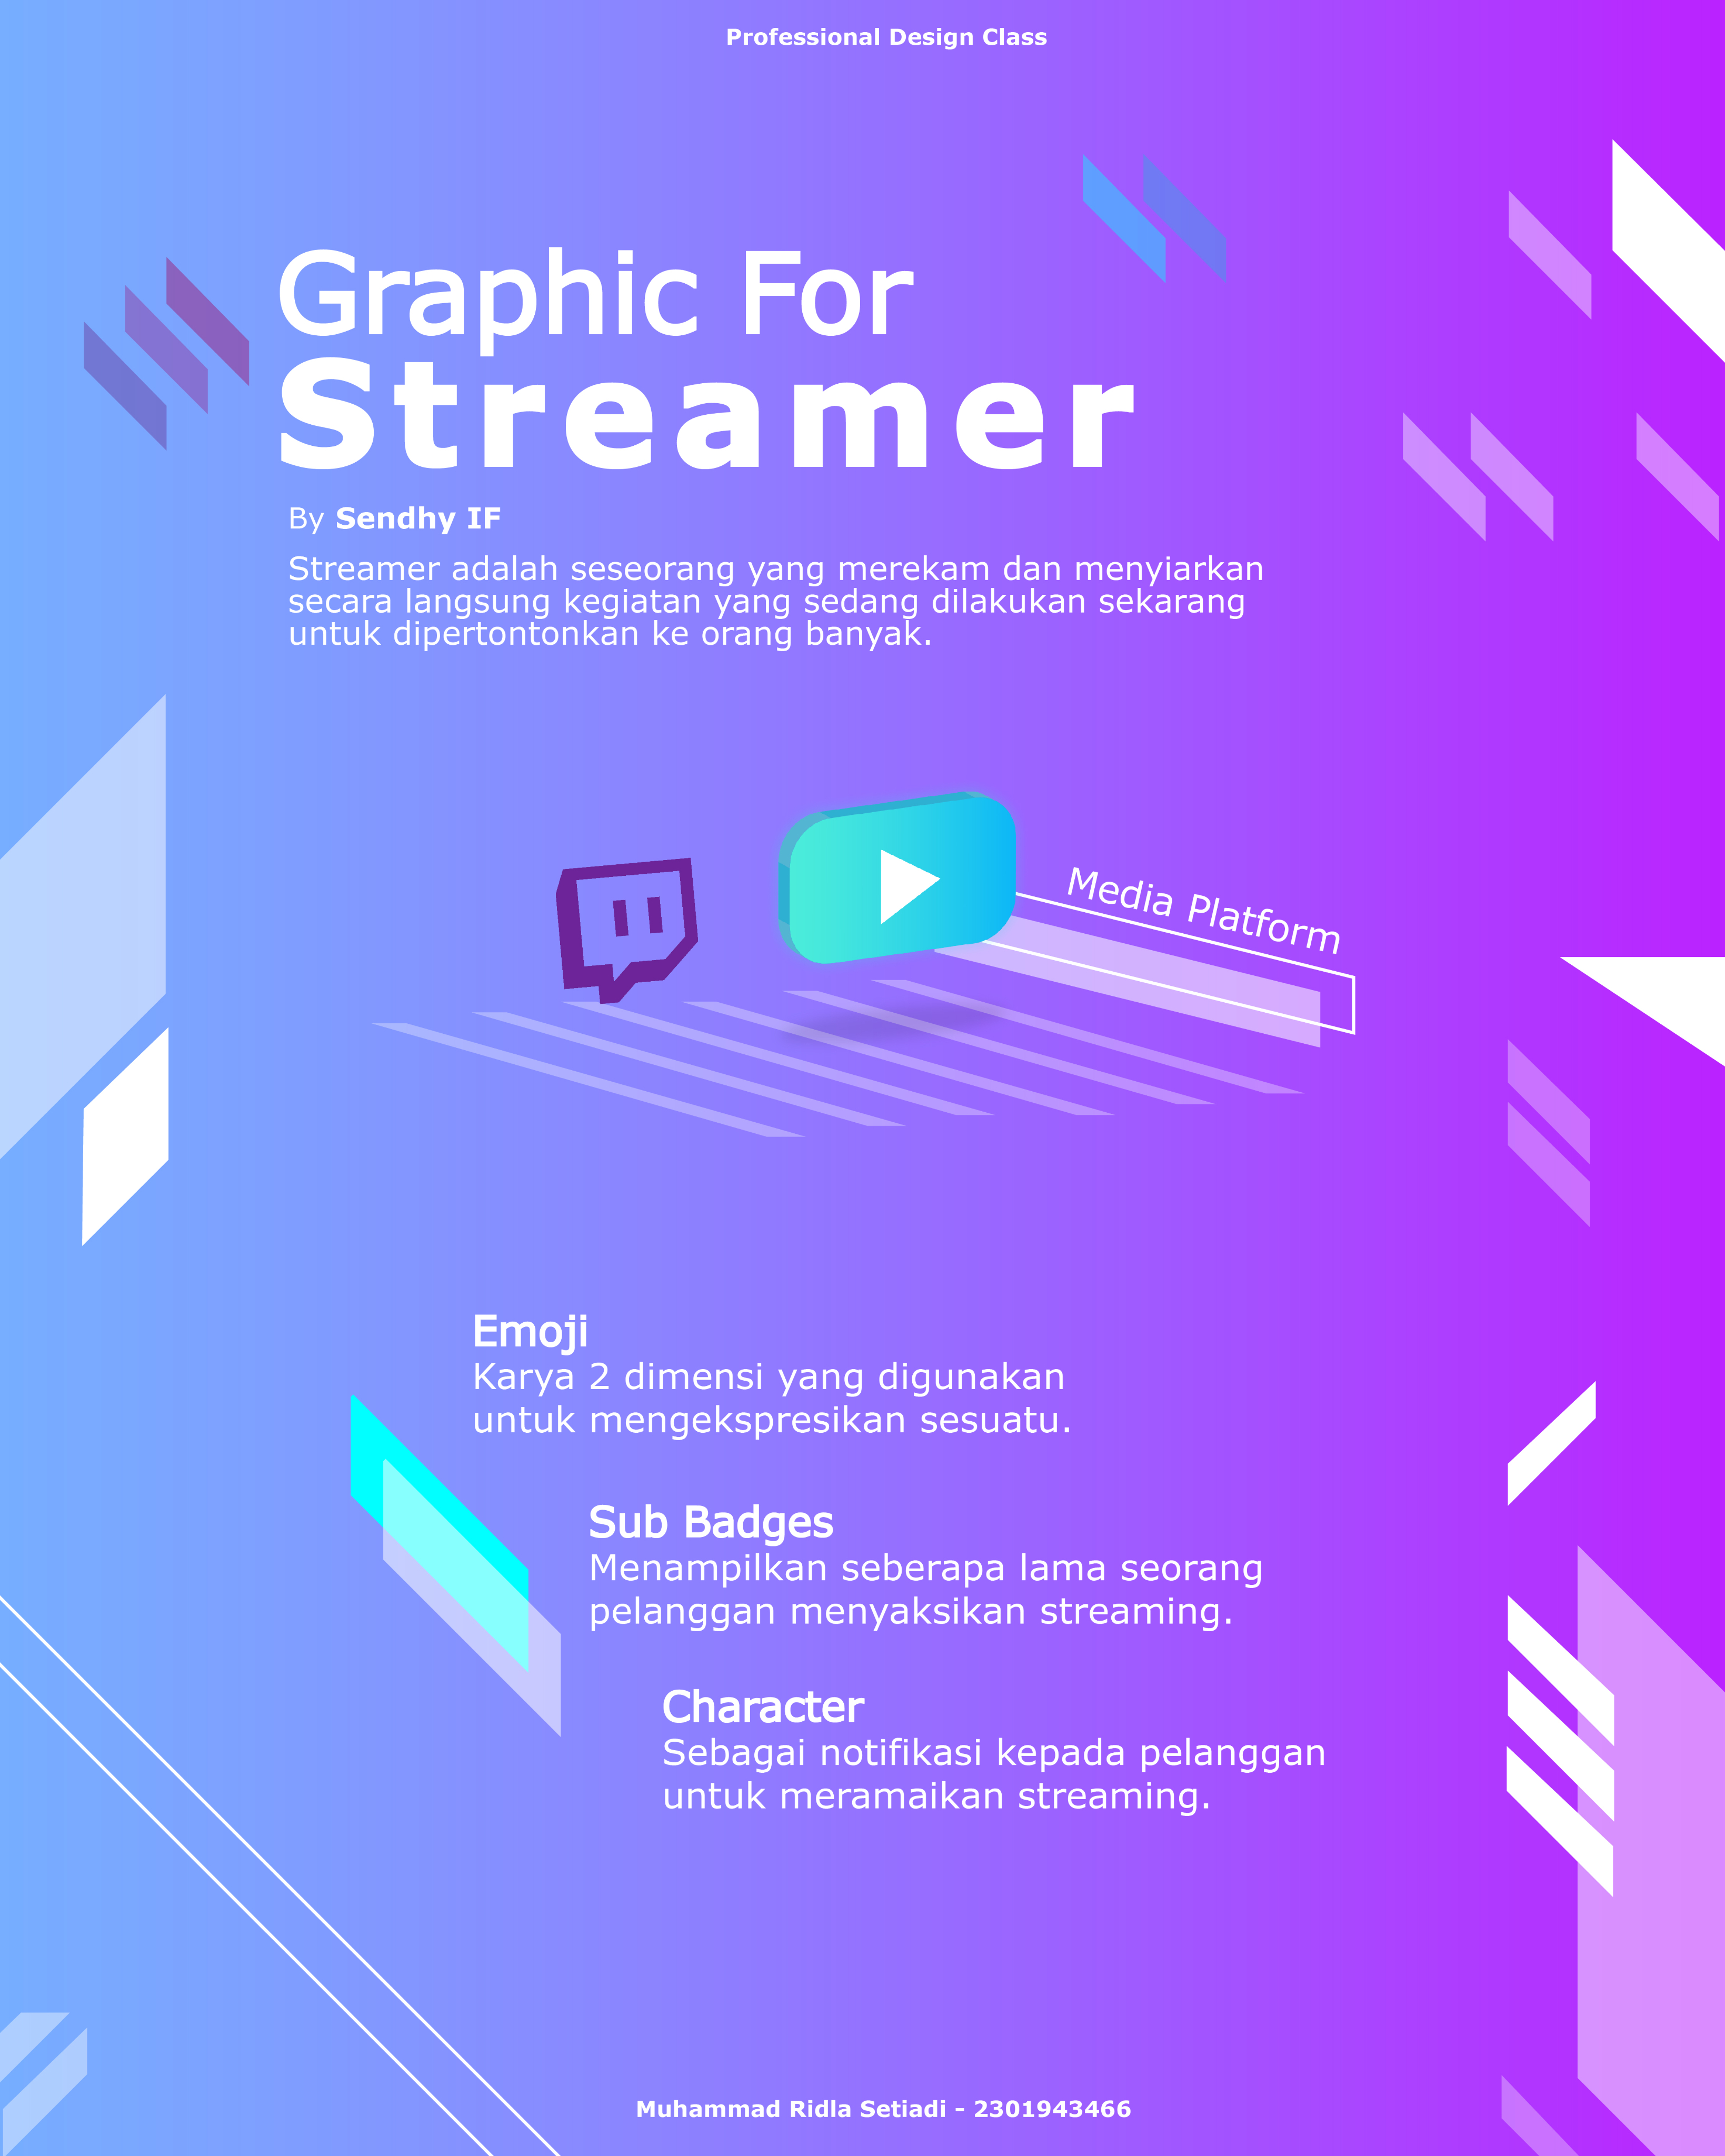 Professional Design Class
Graphic For
Streamer
By Sendhy IF
Streamer adalah seseorang yang merekam dan menyiarkan
secara langsung kegiatan yang sedang dilakukan sekarang
untuk dipertontonkan ke orang banyak.
Media Platform
Emoji
Karya 2 dimensi yang digunakan
untuk mengekspresikan sesuatu.
Sub Badges
Menampilkan seberapa lama seorang
pelanggan menyaksikan streaming.
Character
Sebagai notifikasi kepada pelanggan
untuk meramaikan streaming.
Muhammad Ridla Setiadi - 2301943466